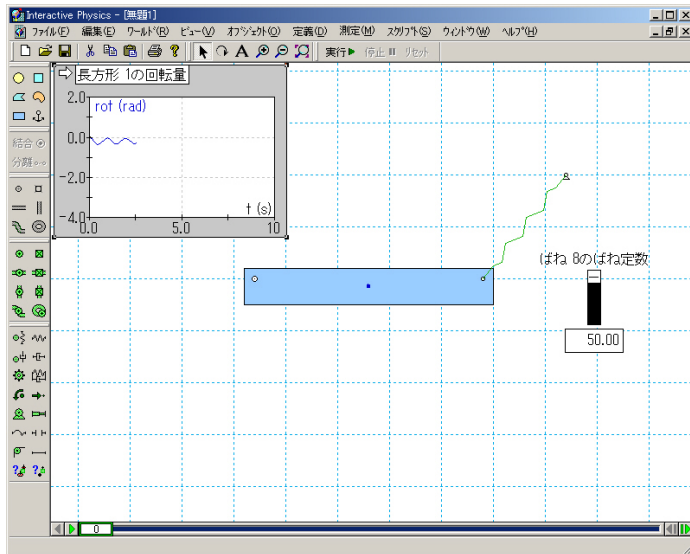 Interactive Physics - [無題1]
ファイル(F) 編集(E) ワールド(R) ビュー(V) オブジェクト(O) 定義(D) 測定(M) スクリプト(S) ウィンドウ(W) ヘルプ(H)
実行 停止 リセット
結合
分離
長方形 1の回転量
2.0
rot (rad)
0.0
-2.0
-4.0
t (s)
0.0 5.0 10
ばね 8のばね定数
50.00
0